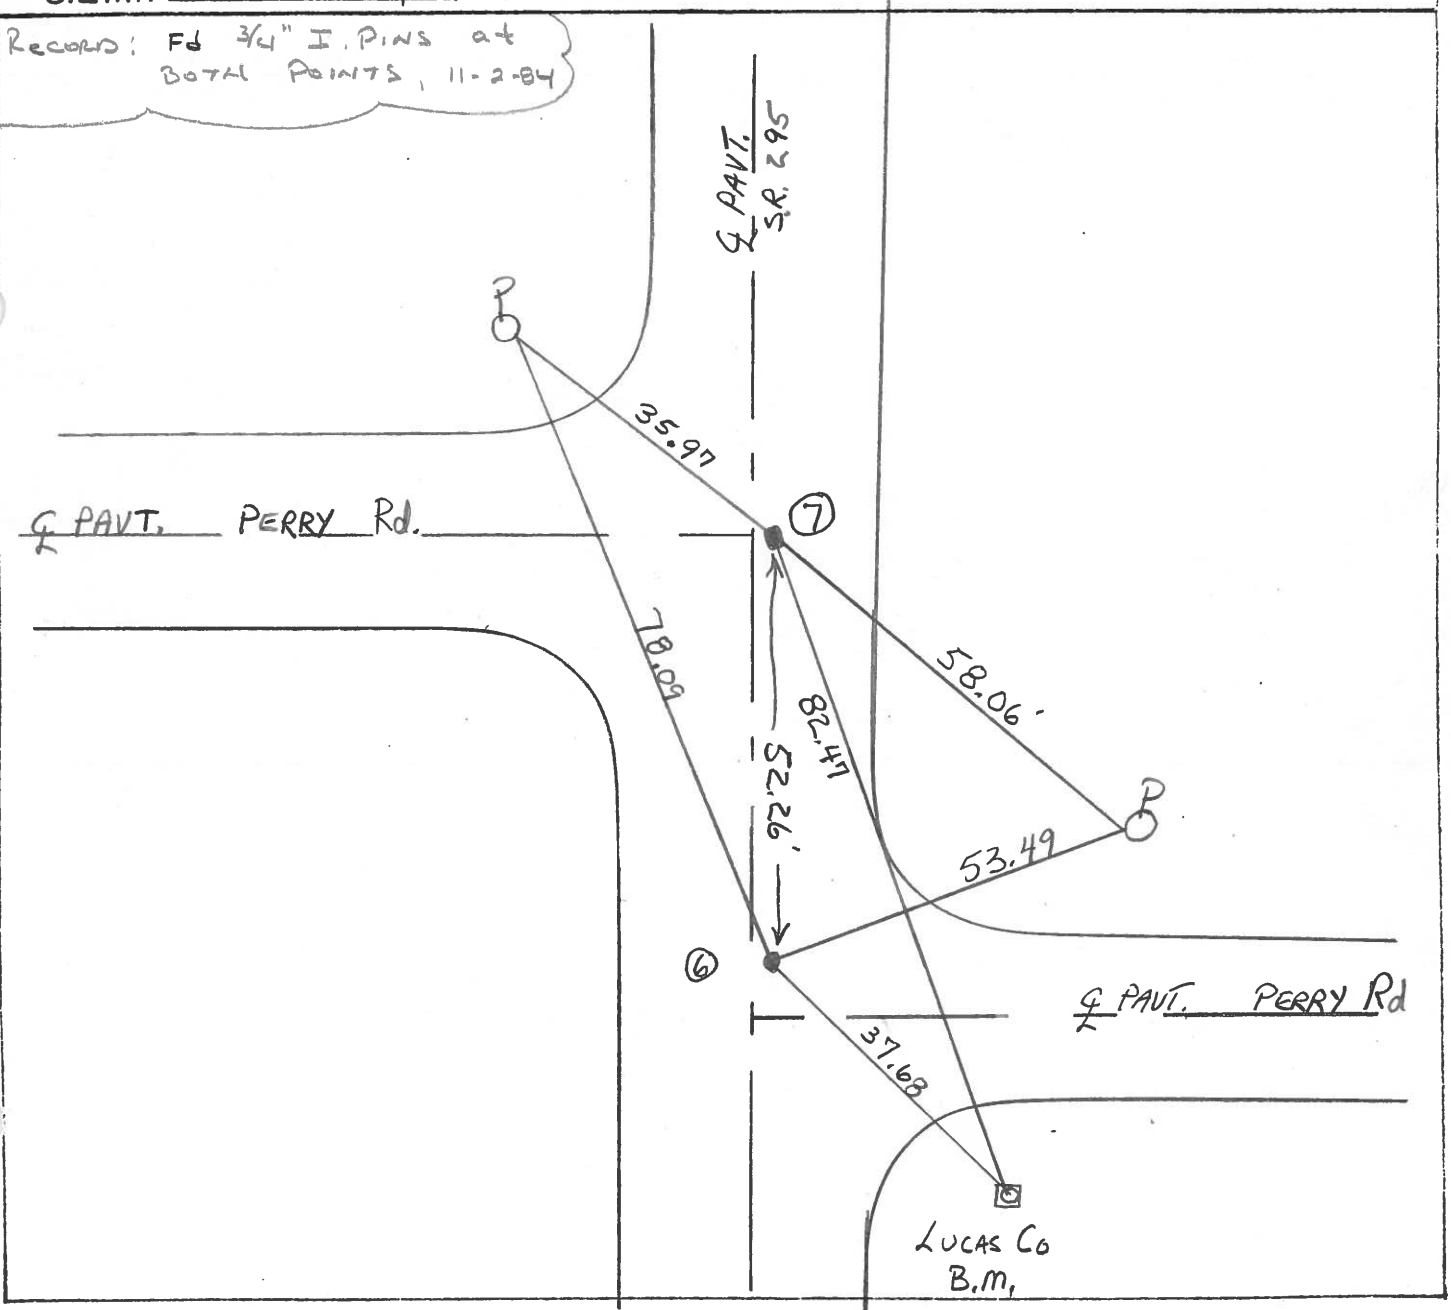 RECORD: Fd 3/4" I. PINS at
BOTH POINTS, 11-2-84
℄ PAVT.
S.R. 295
P
35.97
⑦
℄ PAVT. PERRY Rd.
78.09
82.47
58.06'
52.26'
P
53.49
⑥
℄ PAVT. PERRY Rd
37.68
LUCAS Co
B.M.